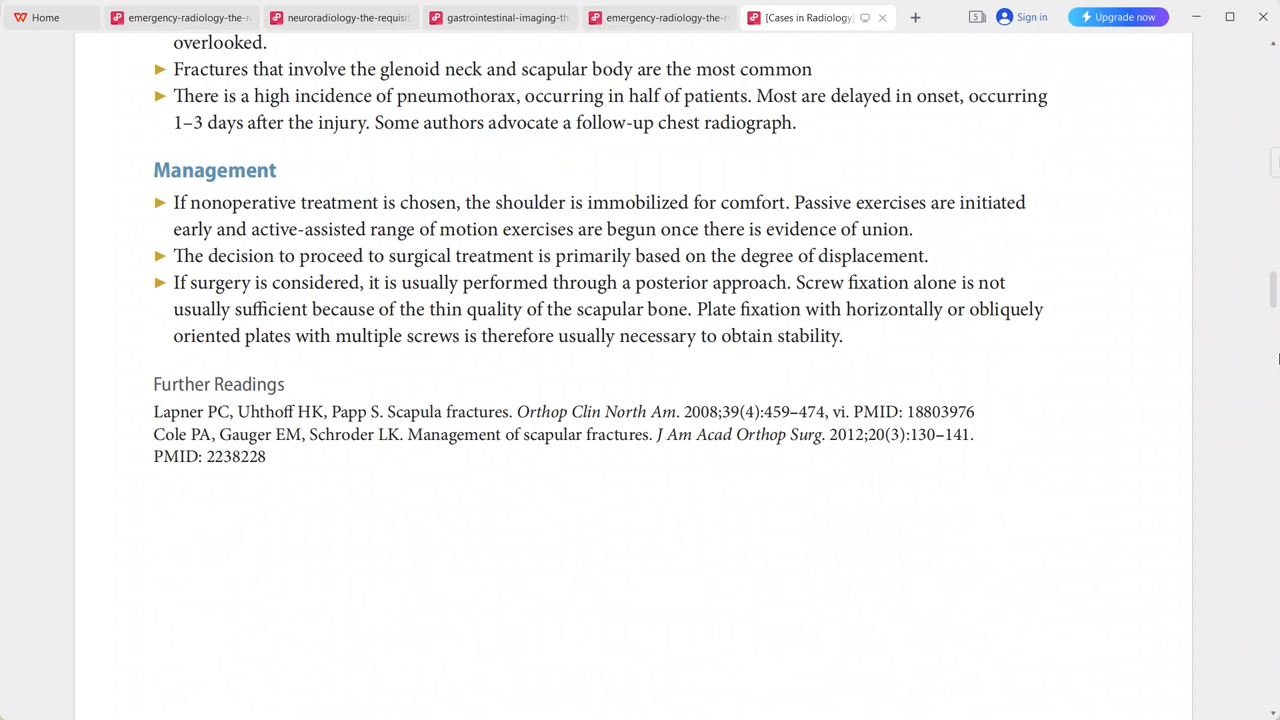 Home
emergency-radiology-the-r
neuroradiology-the-requisit
gastrointestinal-imaging-th
emergency-radiology-the-r
[Cases in Radiology]
5
Sign in
Upgrade now
overlooked.
► Fractures that involve the glenoid neck and scapular body are the most common
► There is a high incidence of pneumothorax, occurring in half of patients. Most are delayed in onset, occurring
1–3 days after the injury. Some authors advocate a follow-up chest radiograph.
Management
► If nonoperative treatment is chosen, the shoulder is immobilized for comfort. Passive exercises are initiated
early and active-assisted range of motion exercises are begun once there is evidence of union.
► The decision to proceed to surgical treatment is primarily based on the degree of displacement.
► If surgery is considered, it is usually performed through a posterior approach. Screw fixation alone is not
usually sufficient because of the thin quality of the scapular bone. Plate fixation with horizontally or obliquely
oriented plates with multiple screws is therefore usually necessary to obtain stability.
Further Readings
Lapner PC, Uhthoff HK, Papp S. Scapula fractures. Orthop Clin North Am. 2008;39(4):459–474, vi. PMID: 18803976
Cole PA, Gauger EM, Schroder LK. Management of scapular fractures. J Am Acad Orthop Surg. 2012;20(3):130–141.
PMID: 2238228